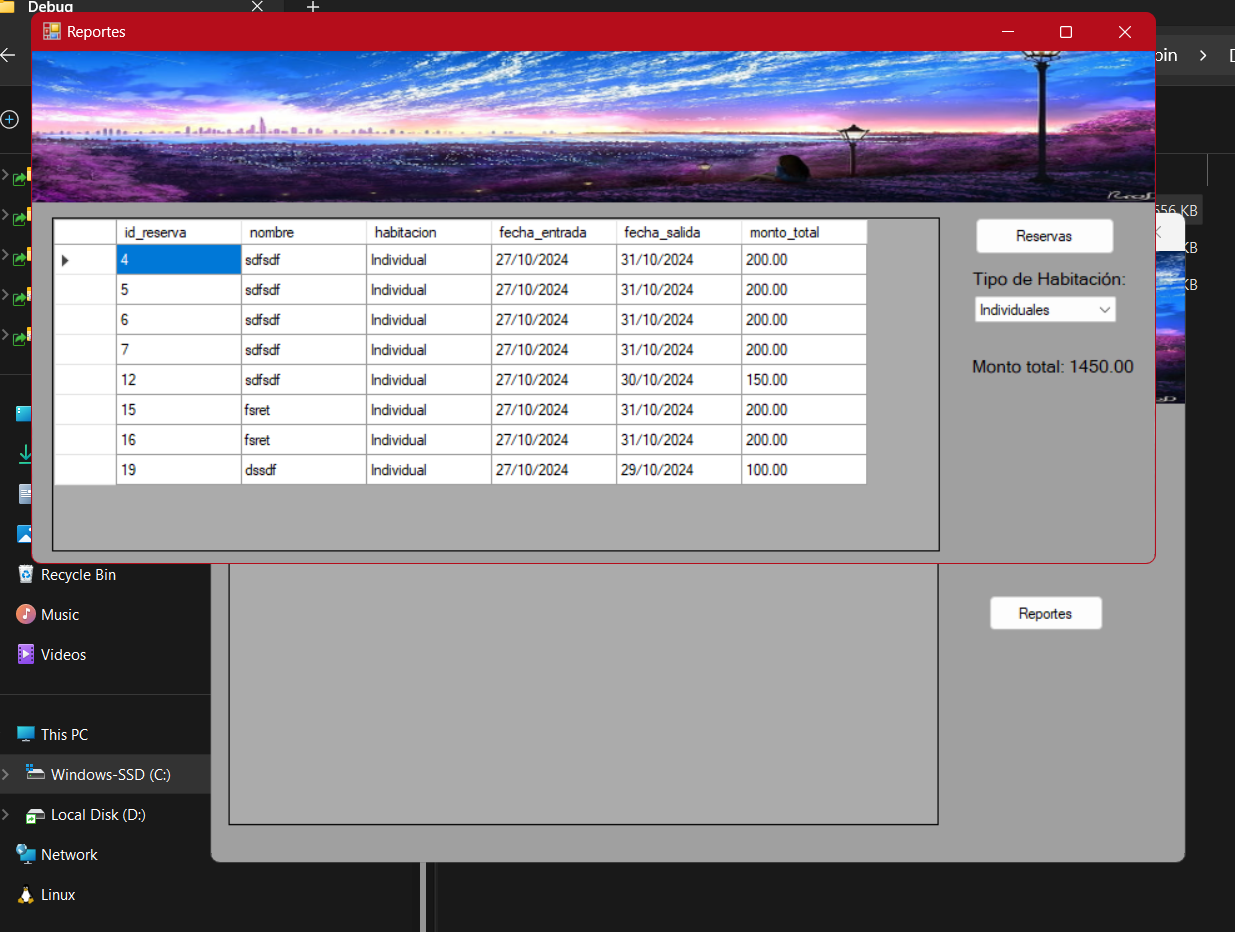 Debug
Reportes
bin
id_reserva nombre habitacion fecha_entrada fecha_salida monto_total
4 sdfsdf Individual 27/10/2024 31/10/2024 200.00
5 sdfsdf Individual 27/10/2024 31/10/2024 200.00
6 sdfsdf Individual 27/10/2024 31/10/2024 200.00
7 sdfsdf Individual 27/10/2024 31/10/2024 200.00
12 sdfsdf Individual 27/10/2024 30/10/2024 150.00
15 fsret Individual 27/10/2024 31/10/2024 200.00
16 fsret Individual 27/10/2024 31/10/2024 200.00
19 dssdf Individual 27/10/2024 29/10/2024 100.00
Reservas
Tipo de Habitación:
Individuales
Monto total: 1450.00
KB
KB
KB
Reportes
Recycle Bin
Music
Videos
This PC
Windows-SSD (C:)
Local Disk (D:)
Network
Linux